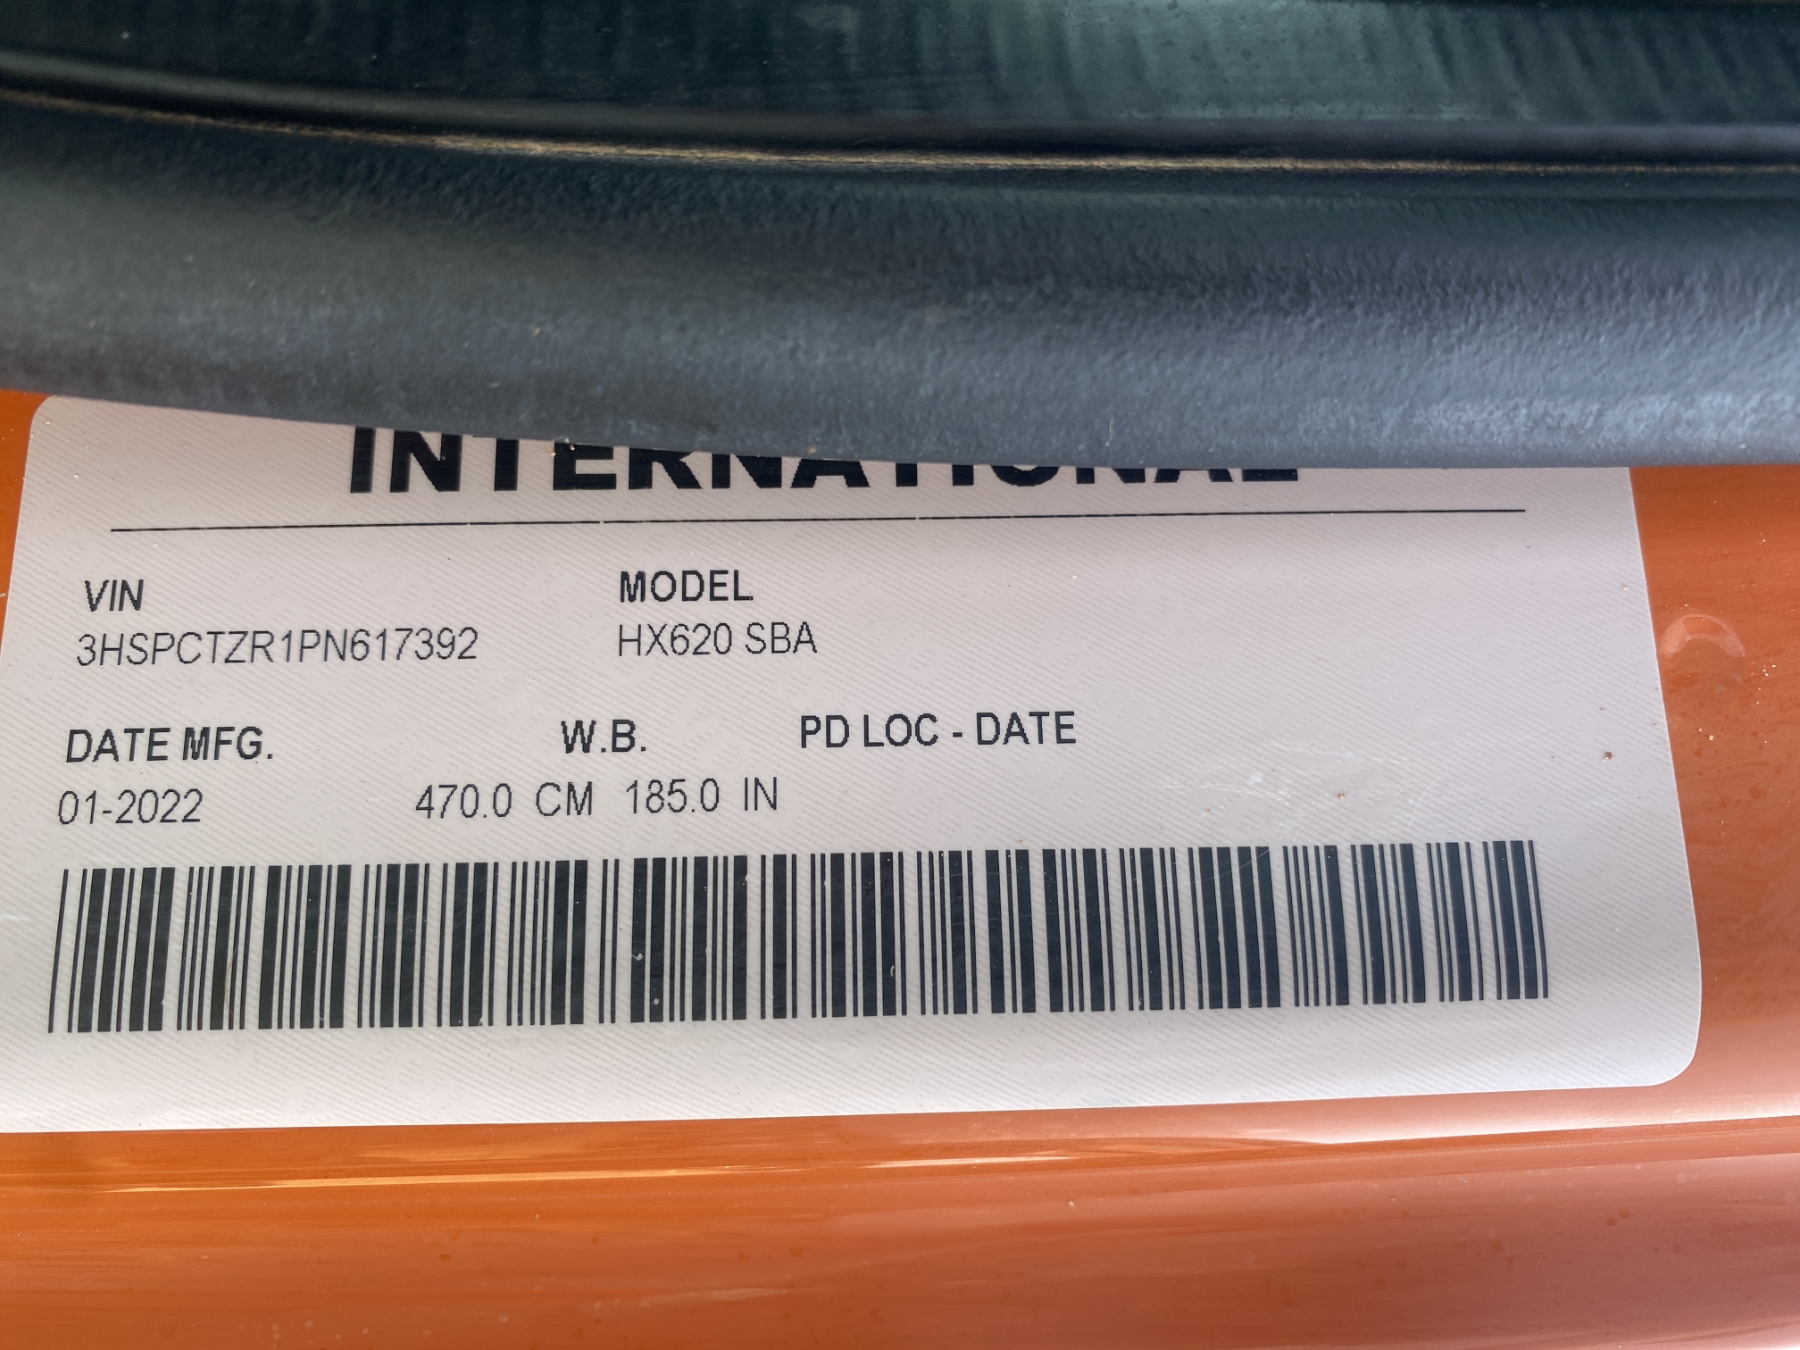 INTERNATIONAL
VIN MODEL
3HSPCTZR1PN617392 HX620 SBA
DATE MFG. W.B. PD LOC - DATE
01-2022 470.0 CM 185.0 IN